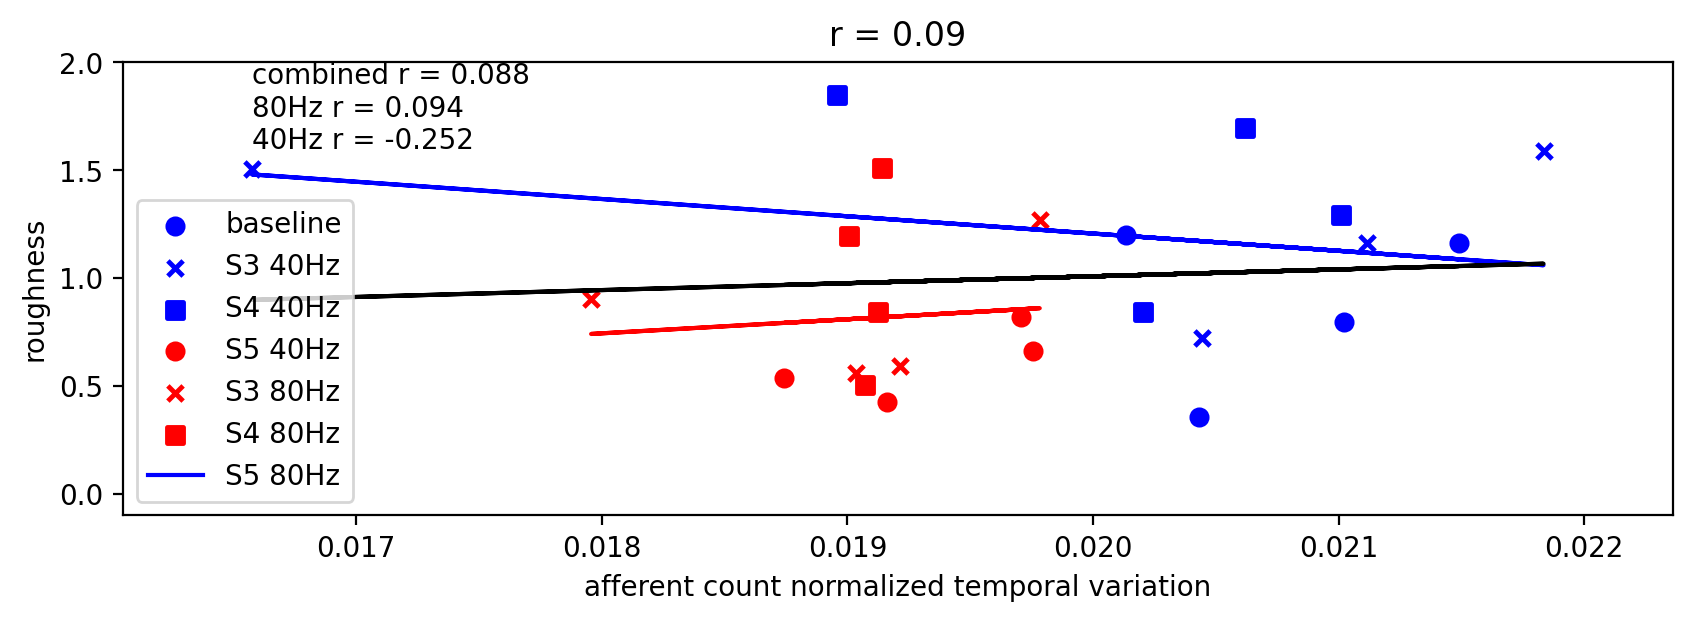 r = 0.09
combined r = 0.088
80Hz r = 0.094
40Hz r = -0.252
2.0
1.5
1.0
0.5
0.0
roughness
baseline
S3 40Hz
S4 40Hz
S5 40Hz
S3 80Hz
S4 80Hz
S5 80Hz
0.017 0.018 0.019 0.020 0.021 0.022
afferent count normalized temporal variation